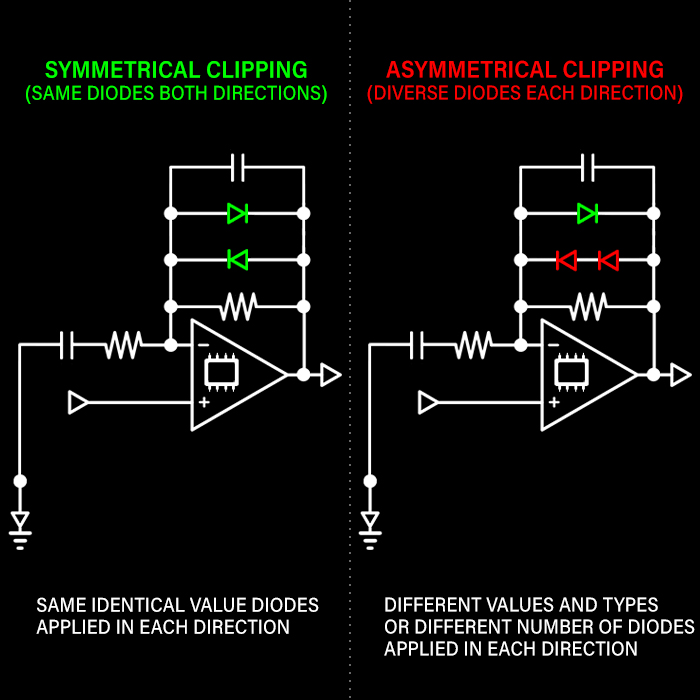 SYMMETRICAL CLIPPING
(SAME DIODES BOTH DIRECTIONS)
−
+
SAME IDENTICAL VALUE DIODES
APPLIED IN EACH DIRECTION
ASYMMETRICAL CLIPPING
(DIVERSE DIODES EACH DIRECTION)
−
+
DIFFERENT VALUES AND TYPES
OR DIFFERENT NUMBER OF DIODES
APPLIED IN EACH DIRECTION